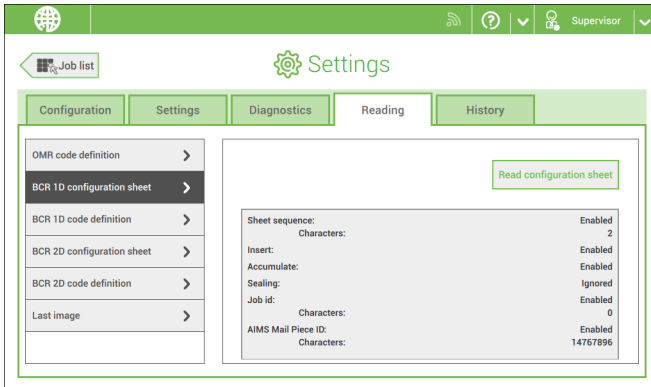 Supervisor
Job list
Settings
Configuration
Settings
Diagnostics
Reading
History
OMR code definition
BCR 1D configuration sheet
BCR 1D code definition
BCR 2D configuration sheet
BCR 2D code definition
Last image
Read configuration sheet
Sheet sequence: Enabled
Characters: 2
Insert: Enabled
Accumulate: Enabled
Sealing: Ignored
Job id: Enabled
Characters: 0
AIMS Mail Piece ID: Enabled
Characters: 14767896